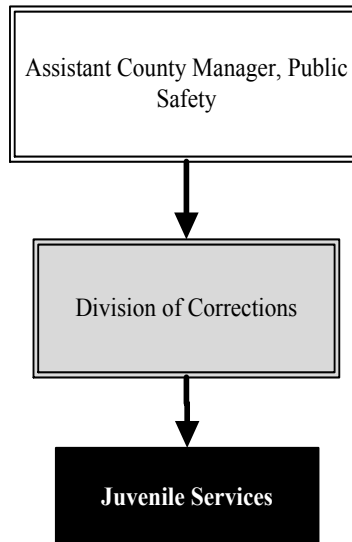 Assistant County Manager, Public
Safety
Division of Corrections
Juvenile Services